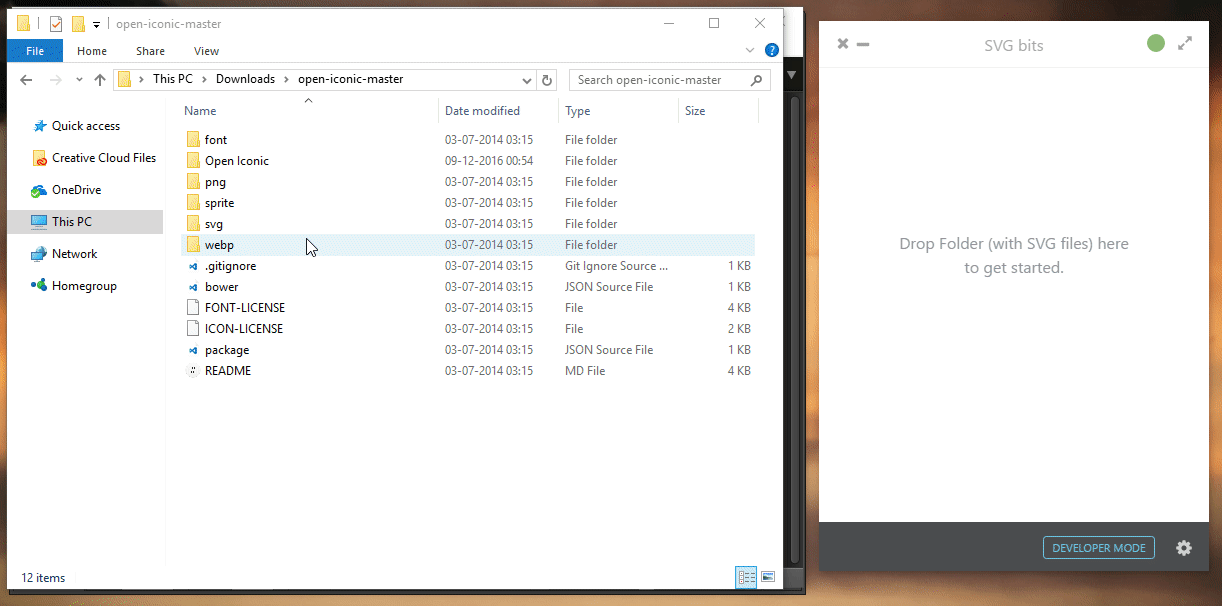 open-iconic-master
File Home Share View
This PC Downloads open-iconic-master
Search open-iconic-master
Name Date modified Type Size
Quick access
Creative Cloud Files
OneDrive
This PC
Network
Homegroup
font 03-07-2014 03:15 File folder
Open Iconic 09-12-2016 00:54 File folder
png 03-07-2014 03:15 File folder
sprite 03-07-2014 03:15 File folder
svg 03-07-2014 03:15 File folder
webp 03-07-2014 03:15 File folder
.gitignore 03-07-2014 03:15 Git Ignore Source ... 1 KB
bower 03-07-2014 03:15 JSON Source File 1 KB
FONT-LICENSE 03-07-2014 03:15 File 4 KB
ICON-LICENSE 03-07-2014 03:15 File 2 KB
package 03-07-2014 03:15 JSON Source File 1 KB
README 03-07-2014 03:15 MD File 4 KB
12 items
SVG bits
Drop Folder (with SVG files) here
to get started.
DEVELOPER MODE